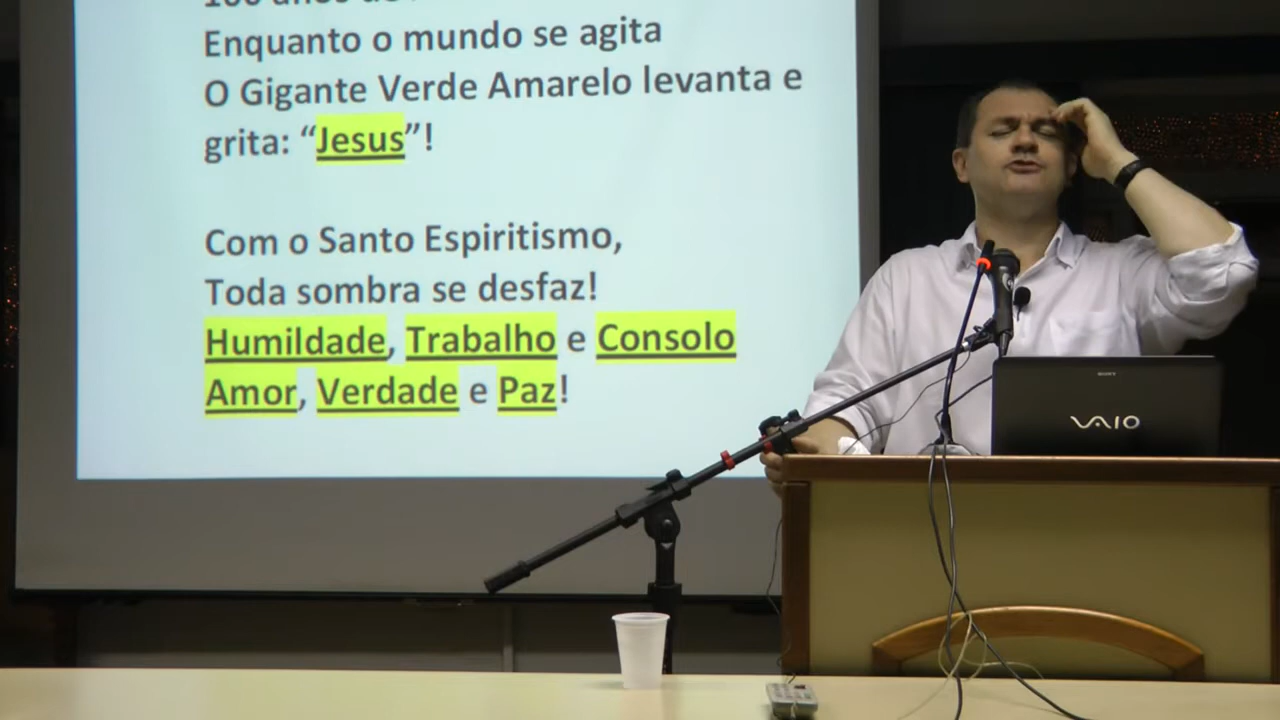 Enquanto o mundo se agita
O Gigante Verde Amarelo levanta e
grita: “Jesus”!
Com o Santo Espiritismo,
Toda sombra se desfaz!
Humildade, Trabalho e Consolo
Amor, Verdade e Paz!
SONY
VAIO